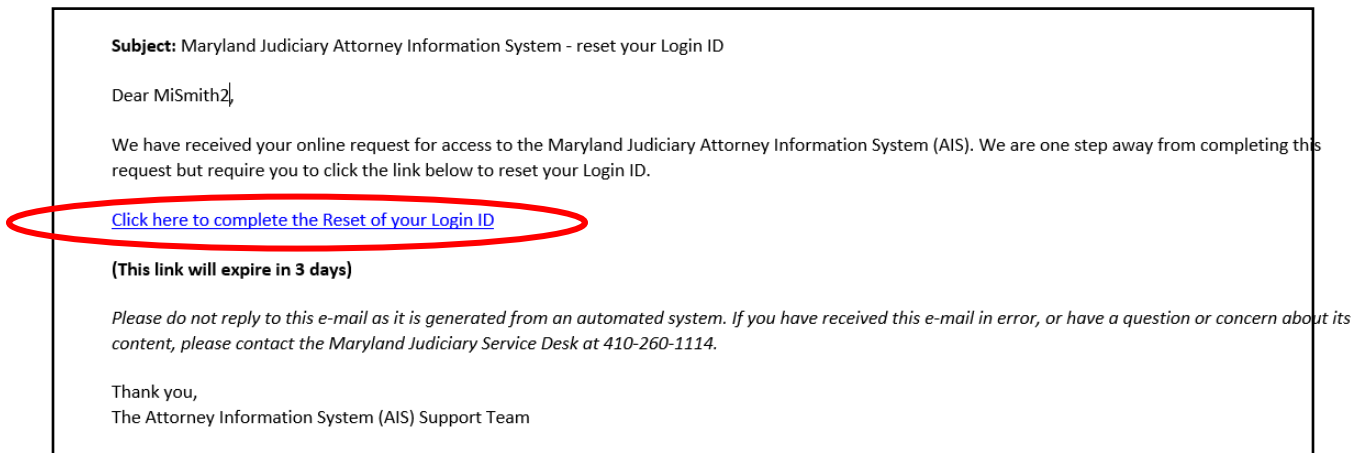 Subject: Maryland Judiciary Attorney Information System - reset your Login ID
Dear MiSmith2,
We have received your online request for access to the Maryland Judiciary Attorney Information System (AIS). We are one step away from completing this
request but require you to click the link below to reset your Login ID.
Click here to complete the Reset of your Login ID
(This link will expire in 3 days)
Please do not reply to this e-mail as it is generated from an automated system. If you have received this e-mail in error, or have a question or concern about its
content, please contact the Maryland Judiciary Service Desk at 410-260-1114.
Thank you,
The Attorney Information System (AIS) Support Team